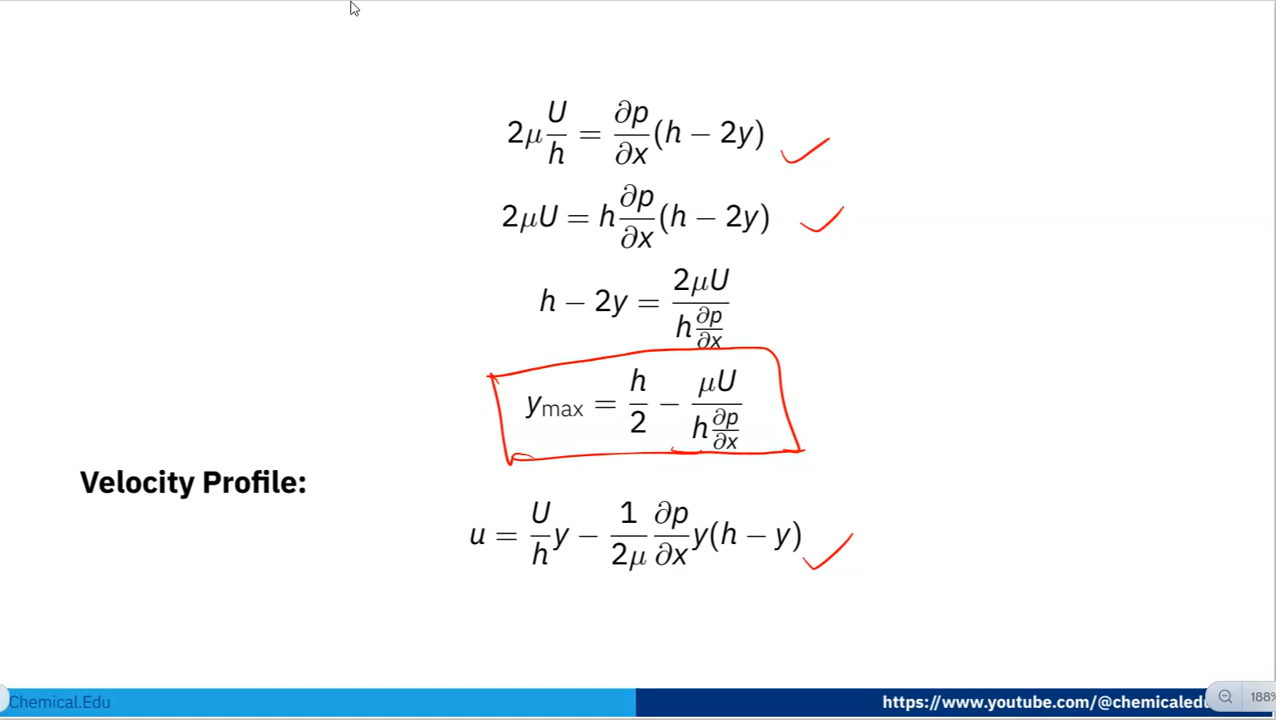 2μ U/h = ∂p/∂x (h − 2y)
2μU = h ∂p/∂x (h − 2y)
h − 2y = 2μU / (h ∂p/∂x)
y_max = h/2 − μU / (h ∂p/∂x)
Velocity Profile:
u = U/h y − 1/2μ ∂p/∂x y(h − y)
Chemical.Edu
https://www.youtube.com/@chemicaledu
188%